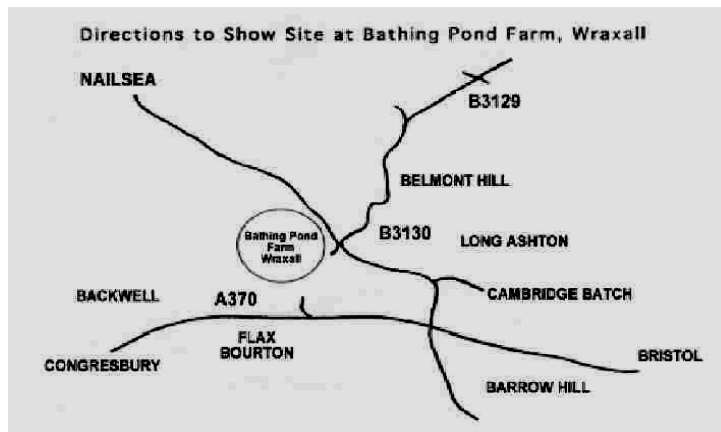 Directions to Show Site at Bathing Pond Farm, Wraxall
NAILSEA
B3129
BELMONT HILL
Bathing Pond
Farm
Wraxall
B3130
LONG ASHTON
BACKWELL
A370
CAMBRIDGE BATCH
FLAX
BOURTON
CONGRESBURY
BRISTOL
BARROW HILL